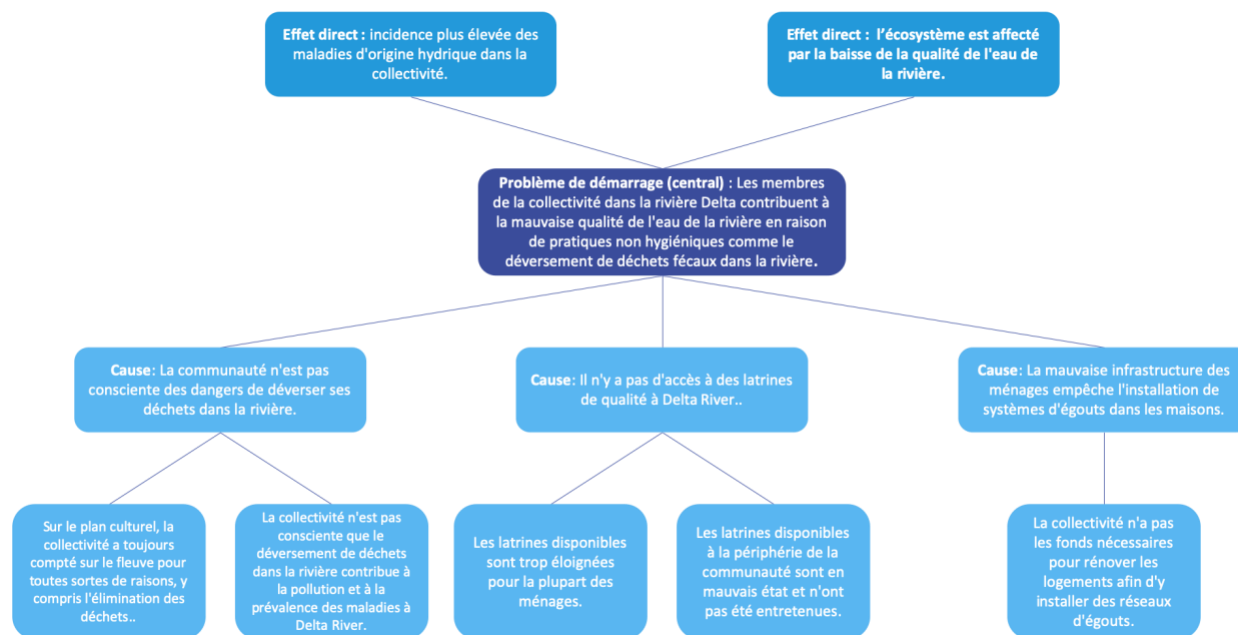 Effet direct : incidence plus élevée des
maladies d'origine hydrique dans la
collectivité.
Effet direct :  l'écosystème est affecté
par la baisse de la qualité de l'eau de
la rivière.
Problème de démarrage (central) : Les membres
de la collectivité dans la rivière Delta contribuent à
la mauvaise qualité de l'eau de la rivière en raison
de pratiques non hygiéniques comme le
déversement de déchets fécaux dans la rivière.
Cause: La communauté n'est pas
consciente des dangers de déverser ses
déchets dans la rivière.
Cause: Il n'y a pas d'accès à des latrines
de qualité à Delta River..
Cause: La mauvaise infrastructure des
ménages empêche l'installation de
systèmes d'égouts dans les maisons.
Sur le plan culturel, la
collectivité a toujours
compté sur le fleuve pour
toutes sortes de raisons, y
compris l'élimination des
déchets..
La collectivité n'est pas
consciente que le
déversement de déchets
dans la rivière contribue à
la pollution et à la
prévalence des maladies à
Delta River.
Les latrines disponibles
sont trop éloignées
pour la plupart des
ménages.
Les latrines disponibles
à la périphérie de la
communauté sont en
mauvais état et n'ont
pas été entretenues.
La collectivité n'a pas
les fonds nécessaires
pour rénover les
logements afin d'y
installer des réseaux
d'égouts.